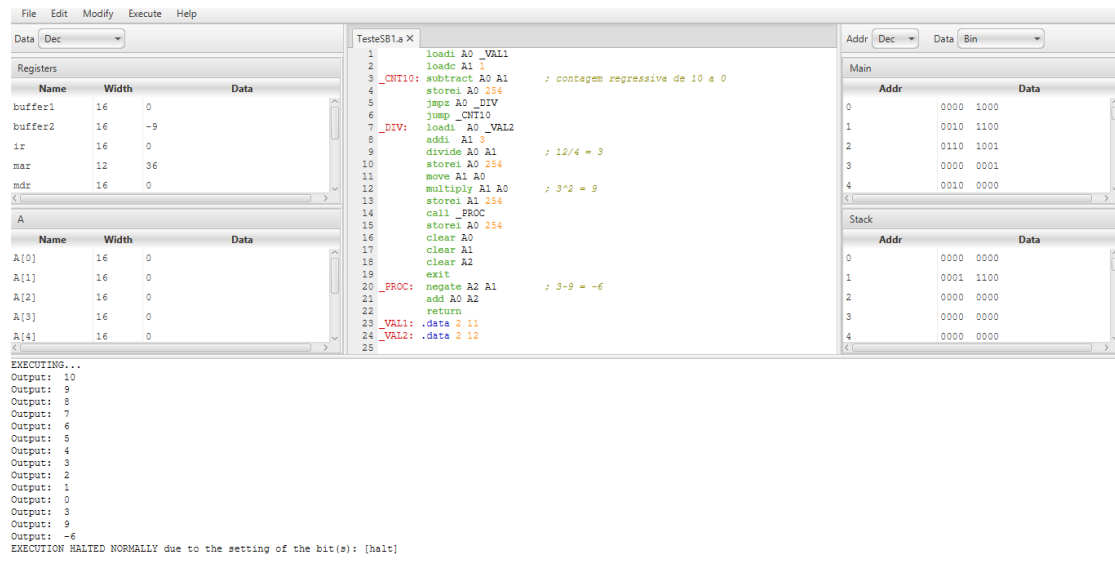 File Edit Modify Execute Help
Data Dec
Registers
Name Width Data
buffer1 16 0
buffer2 16 -9
ir 16 0
mar 12 36
mdr 16 0
A
Name Width Data
A[0] 16 0
A[1] 16 0
A[2] 16 0
A[3] 16 0
A[4] 16 0
TesteSB1.a X
1 loadi A0 _VAL1
2 loadc A1 1
3 _CNT10: subtract A0 A1 ; contagem regressiva de 10 a 0
4 storei A0 254
5 jmpz A0 _DIV
6 jump _CNT10
7 _DIV: loadi A0 _VAL2
8 addi A1 3
9 divide A0 A1 ; 12/4 = 3
10 storei A0 254
11 move A1 A0
12 multiply A1 A0 ; 3^2 = 9
13 storei A1 254
14 call _PROC
15 storei A0 254
16 clear A0
17 clear A1
18 clear A2
19 exit
20 _PROC: negate A2 A1 ; 3-9 = -6
21 add A0 A2
22 return
23 _VAL1: .data 2 11
24 _VAL2: .data 2 12
25
Addr Dec Data Bin
Main
Addr Data
0 0000 1000
1 0010 1100
2 0110 1001
3 0000 0001
4 0010 0000
Stack
Addr Data
0 0000 0000
1 0001 1100
2 0000 0000
3 0000 0000
4 0000 0000
EXECUTING...
Output: 10
Output: 9
Output: 8
Output: 7
Output: 6
Output: 5
Output: 4
Output: 3
Output: 2
Output: 1
Output: 0
Output: 3
Output: 9
Output: -6
EXECUTION HALTED NORMALLY due to the setting of the bit(s): [halt]